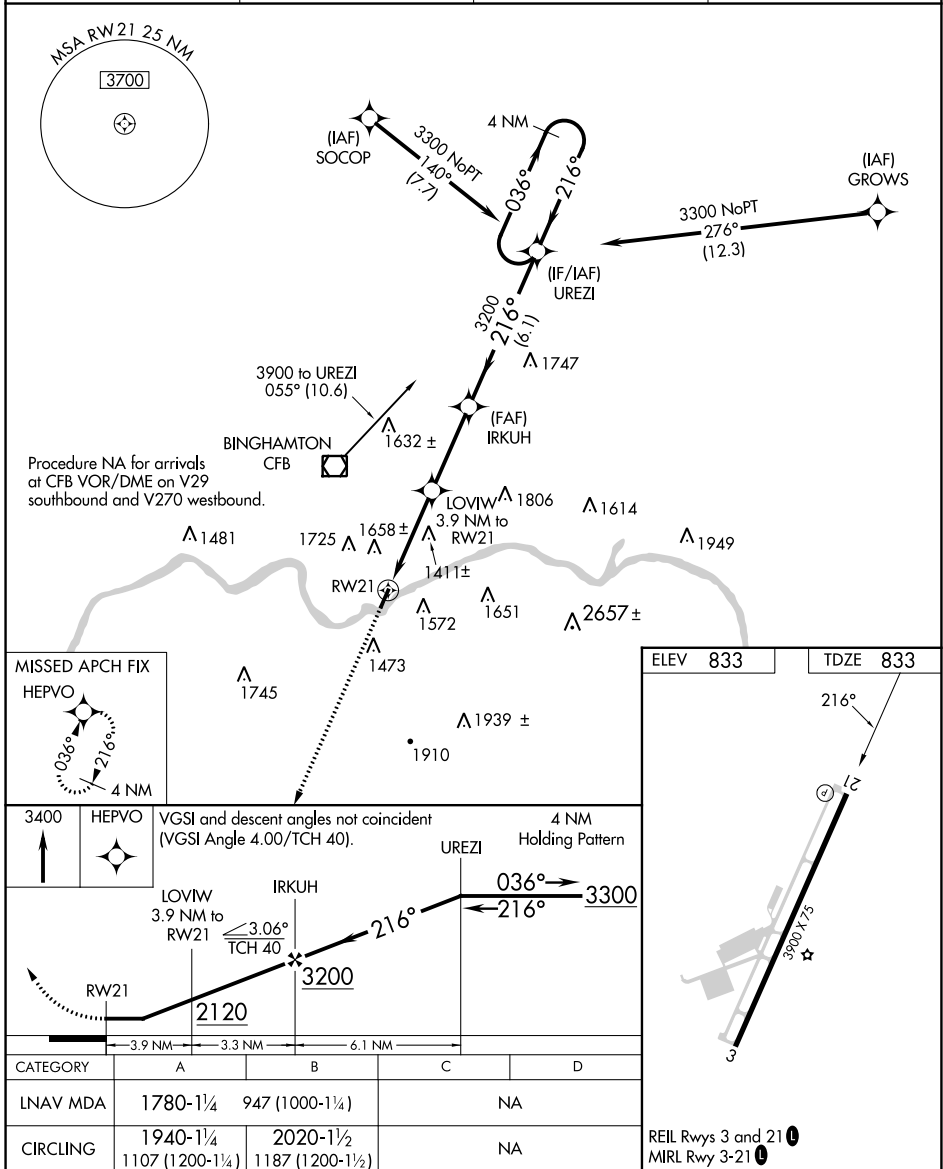 MSA RW21 25 NM
3700
(IAF)
SOCOP
3300 NoPT
140°
(7.7)
4 NM
036°
216°
(IAF)
GROWS
3300 NoPT
276°
(12.3)
(IF/IAF)
UREZI
3200
216°
(6.1)
1747
3900 to UREZI
055° (10.6)
(FAF)
IRKUH
BINGHAMTON
CFB
1632 ±
Procedure NA for arrivals
at CFB VOR/DME on V29
southbound and V270 westbound.
LOVIW
3.9 NM to
RW21
1806
1614
1481
1725
1658 ±
1949
1411±
RW21
1572
1651
2657 ±
1473
1745
1939 ±
1910
MISSED APCH FIX
HEPVO
036°
216°
4 NM
ELEV 833
TDZE 833
216°
21
P
3900 X 75
3
REIL Rwys 3 and 21 L
MIRL Rwy 3-21 L
3400
HEPVO
VGSI and descent angles not coincident
(VGSI Angle 4.00/TCH 40).
4 NM
Holding Pattern
UREZI
036°
216°
3300
IRKUH
LOVIW
3.9 NM to
RW21
3.06°
TCH 40
216°
3200
2120
RW21
3.9 NM
3.3 NM
6.1 NM
CATEGORY A B C D
LNAV MDA 1780-1¼ 947 (1000-1¼) NA
CIRCLING 1940-1¼ 2020-1½ NA
1107 (1200-1¼) 1187 (1200-1½)